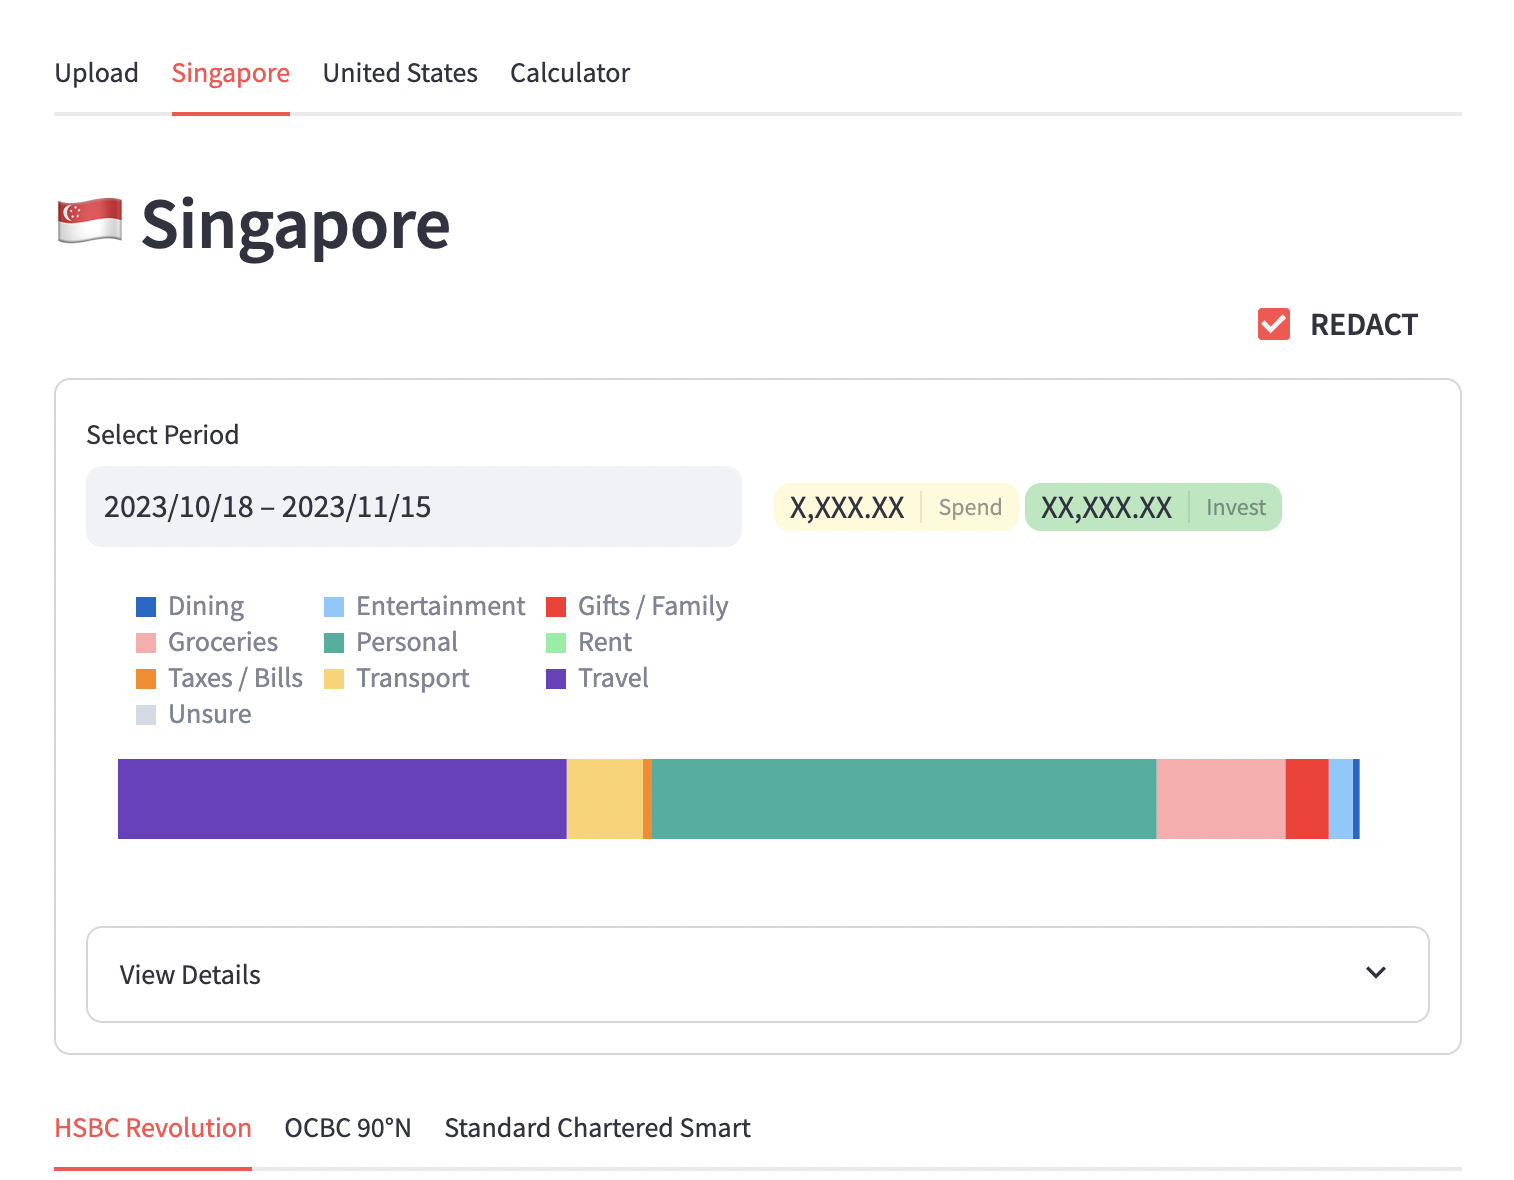 Upload Singapore United States Calculator
Singapore
REDACT
Select Period
2023/10/18 – 2023/11/15
X,XXX.XX Spend XX,XXX.XX Invest
Dining Entertainment Gifts / Family
Groceries Personal Rent
Taxes / Bills Transport Travel
Unsure
View Details
HSBC Revolution OCBC 90°N Standard Chartered Smart